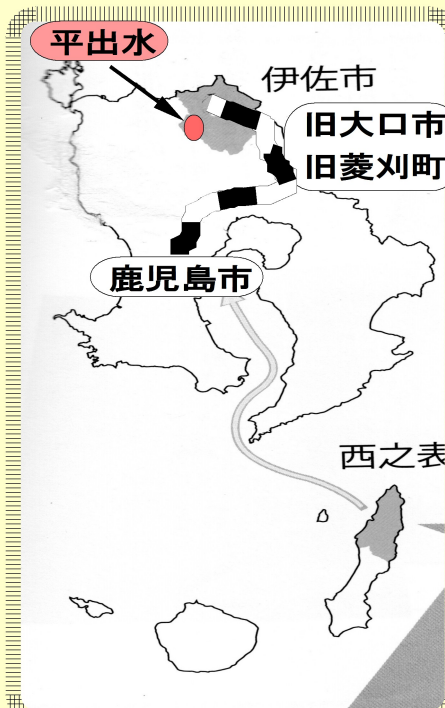 平出水
伊佐市
旧大口市
旧菱刈町
鹿児島市
西之表